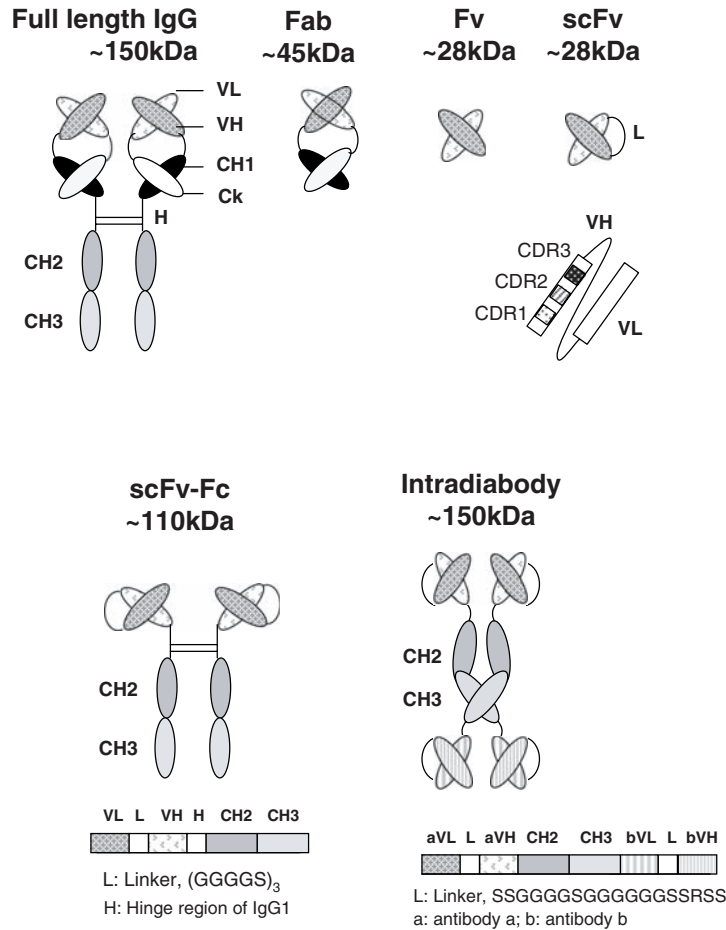 Full length IgG
~150kDa
Fab
~45kDa
Fv
~28kDa
scFv
~28kDa
VL
VH
CH1
Ck
H
CH2
CH3
L
VH
CDR3
CDR2
CDR1
VL
scFv-Fc
~110kDa
CH2
CH3
VL L VH H CH2 CH3
L: Linker, (GGGGS)3
H: Hinge region of IgG1
Intradiabody
~150kDa
CH2
CH3
aVL L aVH CH2 CH3 bVL L bVH
L: Linker, SSGGGGSGGGGGGSSRSS
a: antibody a; b: antibody b